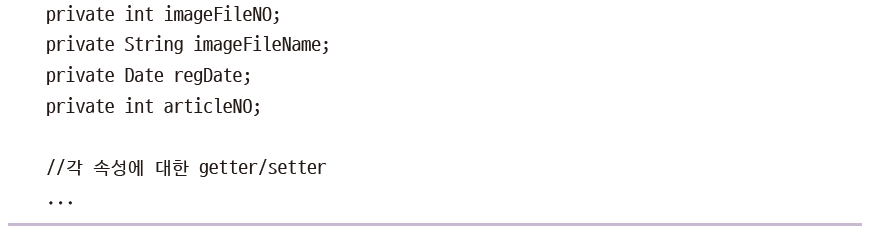 private int imageFileNO;
private String imageFileName;
private Date regDate;
private int articleNO;
//각 속성에 대한 getter/setter
...